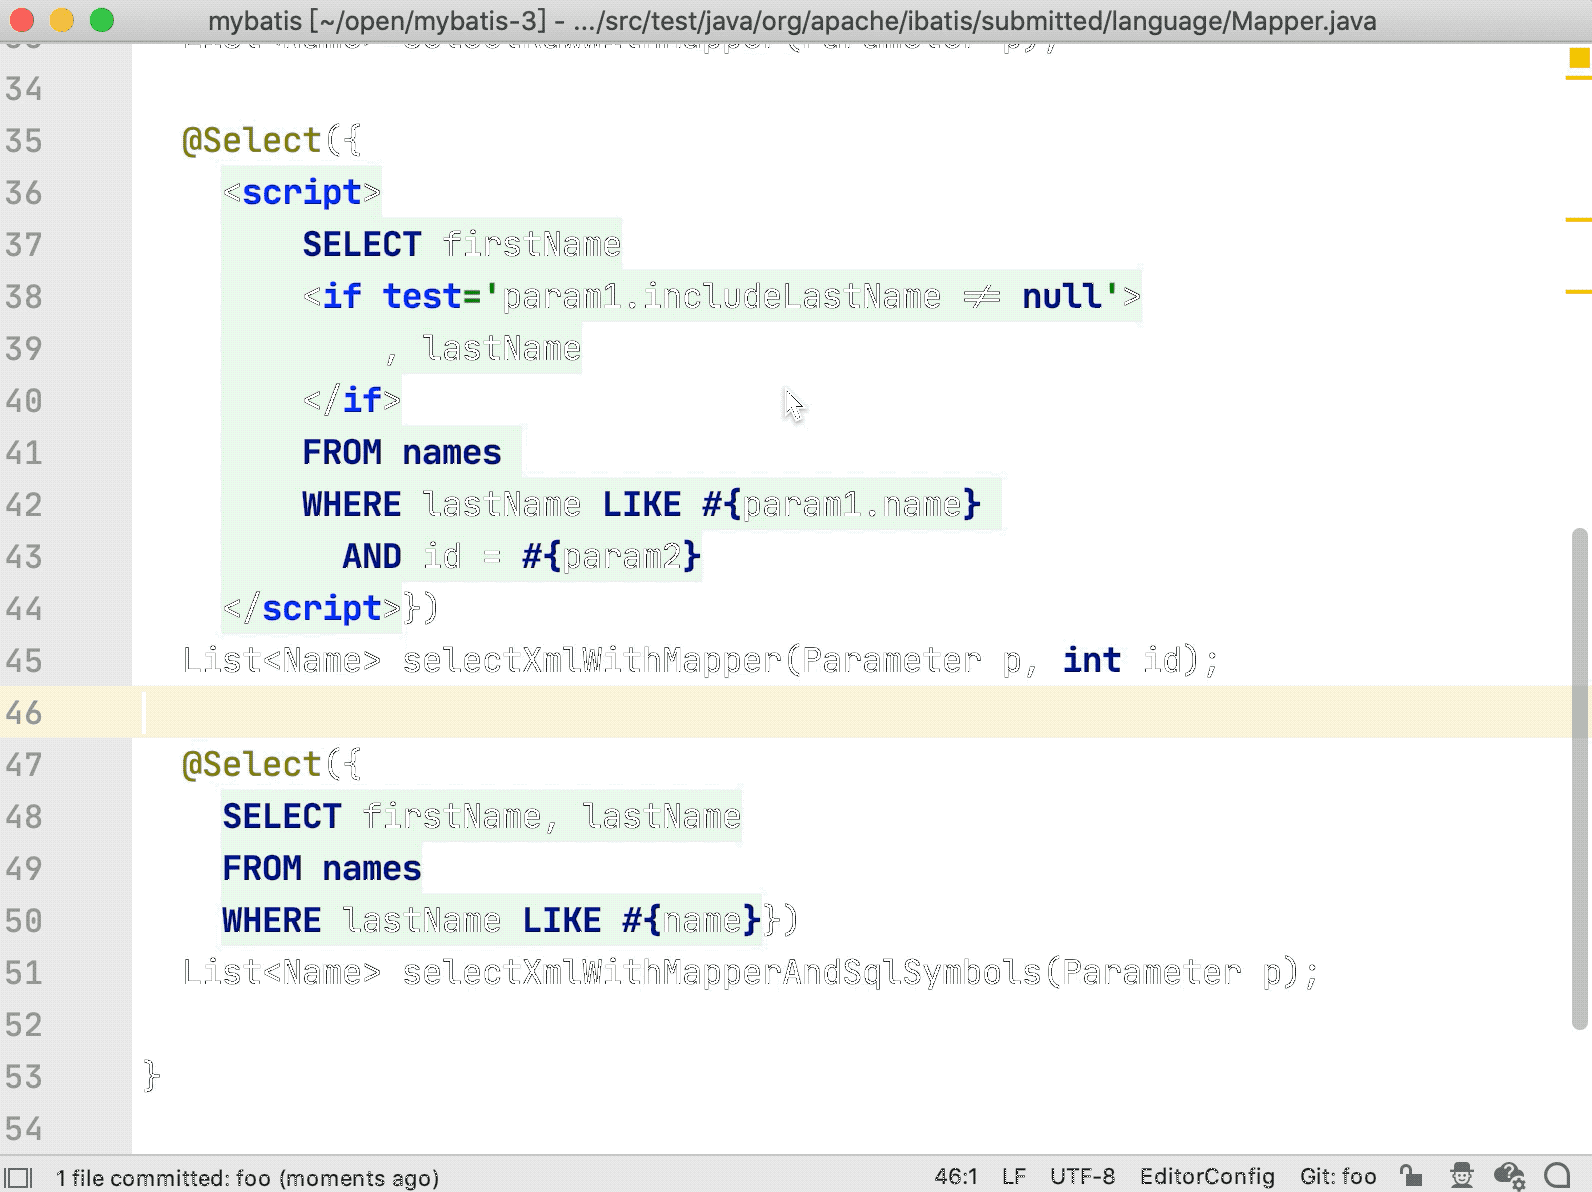 mybatis [~/open/mybatis-3] - .../src/test/java/org/apache/ibatis/submitted/language/Mapper.java
34
35 @Select({
36 <script>
37 SELECT firstName
38 <if test='param1.includeLastName ≠ null'>
39 , lastName
40 </if>
41 FROM names
42 WHERE lastName LIKE #{param1.name}
43 AND id = #{param2}
44 </script>})
45 List<Name> selectXmlWithMapper(Parameter p, int id);
46
47 @Select({
48 SELECT firstName, lastName
49 FROM names
50 WHERE lastName LIKE #{name}})
51 List<Name> selectXmlWithMapperAndSqlSymbols(Parameter p);
52
53 }
54
1 file committed: foo (moments ago) 46:1 LF UTF-8 EditorConfig Git: foo